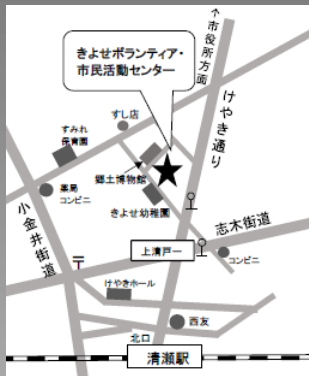 ↑市役所方面
きよせボランティア・
市民活動センター
けやき通り
すし店
すみれ
保育園
郷土博物館
薬局
コンビニ
きよせ幼稚園
小金井街道
志木街道
上清戸一
コンビニ
〒
けやきホール
西友
北口
清瀬駅